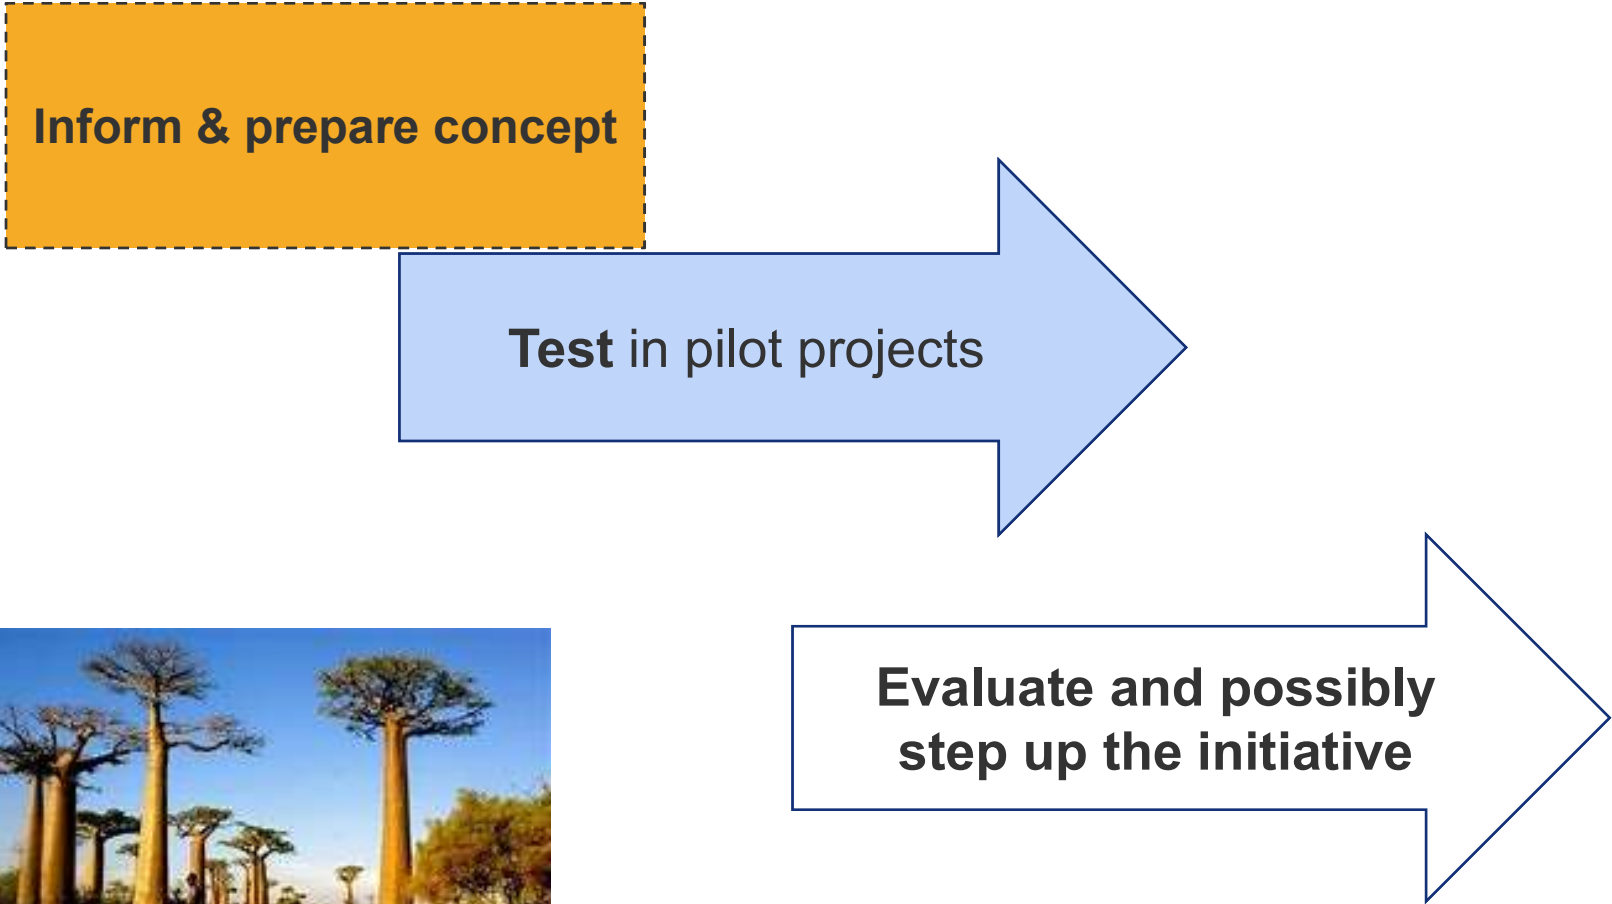 Inform & prepare concept
Test in pilot projects
Evaluate and possibly
step up the initiative